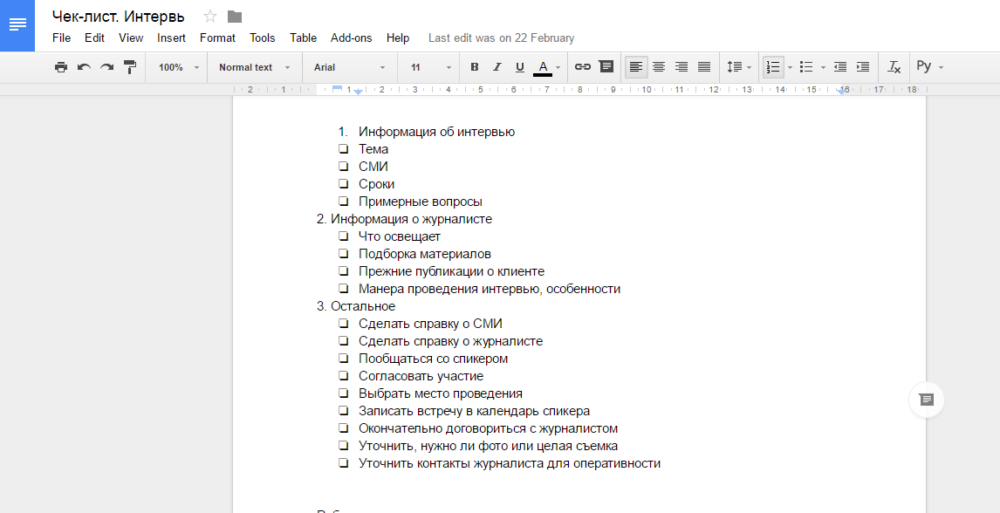 Чек-лист. Интервь
File Edit View Insert Format Tools Table Add-ons Help Last edit was on 22 February
100% Normal text Arial 11 B I U A Py
2 1 1 2 3 4 5 6 7 8 9 10 11 12 13 14 15 16 17 18
1. Информация об интервью
Тема
СМИ
Сроки
Примерные вопросы
2. Информация о журналисте
Что освещает
Подборка материалов
Прежние публикации о клиенте
Манера проведения интервью, особенности
3. Остальное
Сделать справку о СМИ
Сделать справку о журналисте
Пообщаться со спикером
Согласовать участие
Выбрать место проведения
Записать встречу в календарь спикера
Окончательно договориться с журналистом
Уточнить, нужно ли фото или целая съемка
Уточнить контакты журналиста для оперативности